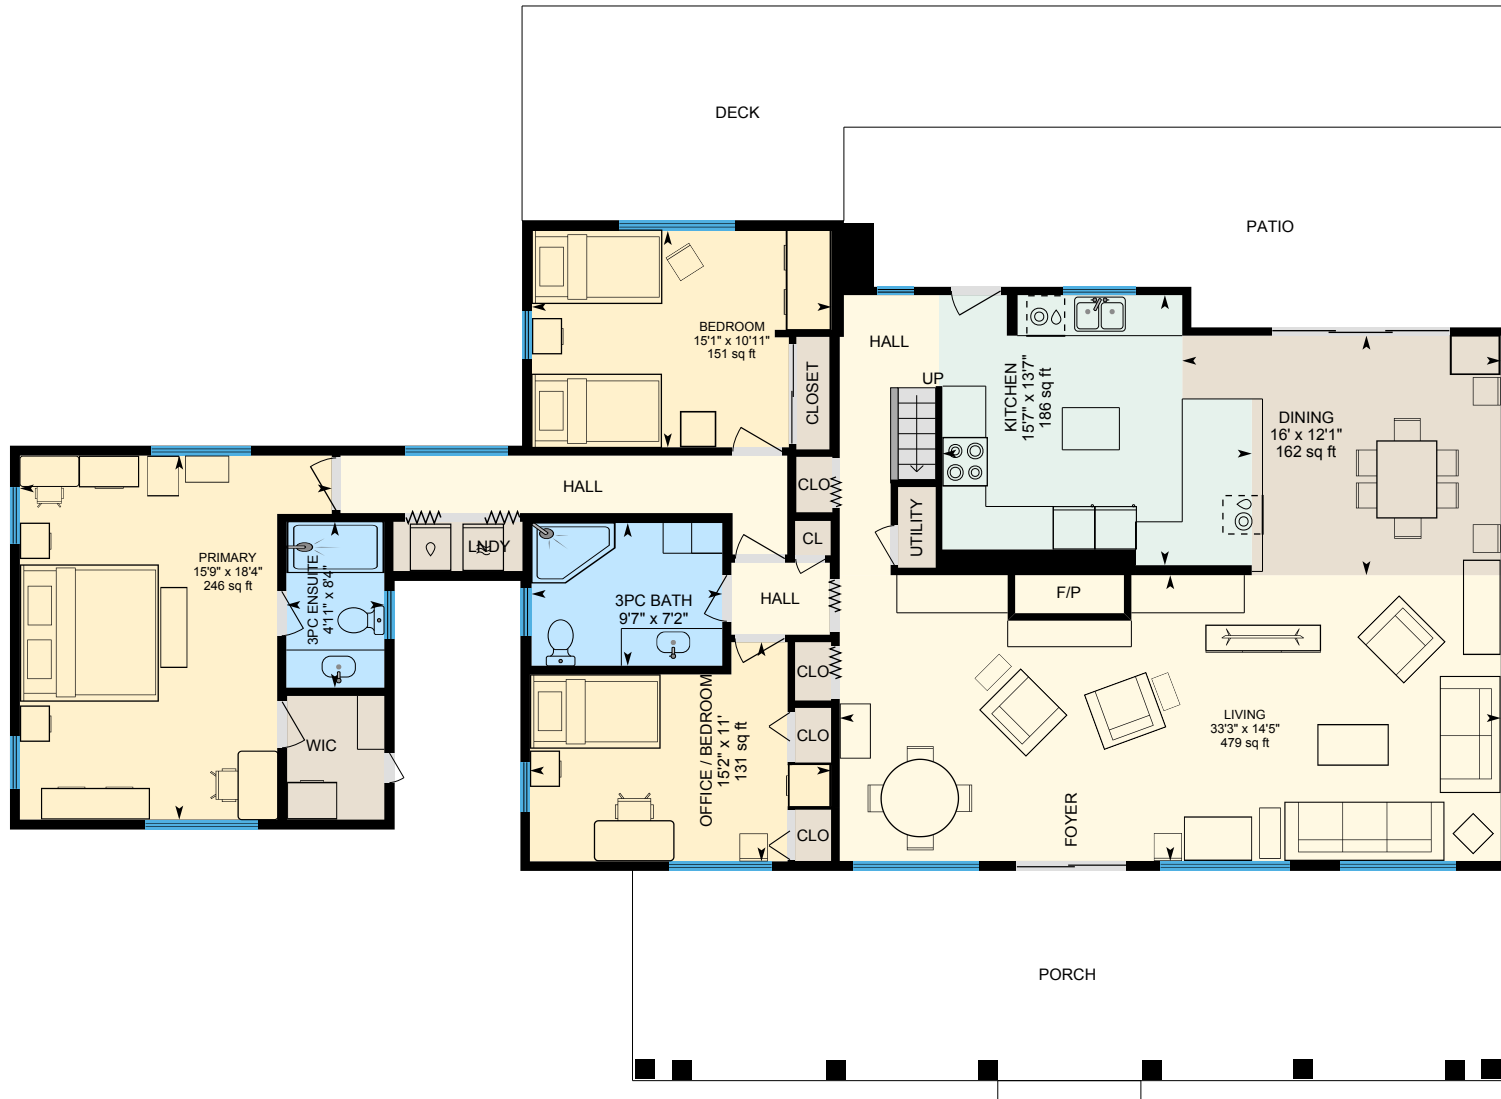 DECK
PATIO
BEDROOM
15'1" x 10'11"
151 sq ft
HALL
UP
CLOSET
KITCHEN
15'7" x 13'7"
186 sq ft
DINING
16' x 12'1"
162 sq ft
HALL
CLO
UTILITY
LNDY
CL
PRIMARY
15'9" x 18'4"
246 sq ft
3PC ENSUITE
4'11" x 8'4"
3PC BATH
9'7" x 7'2"
HALL
F/P
CLO
OFFICE / BEDROOM
15'2" x 11'
131 sq ft
WIC
CLO
LIVING
33'3" x 14'5"
479 sq ft
FOYER
CLO
PORCH